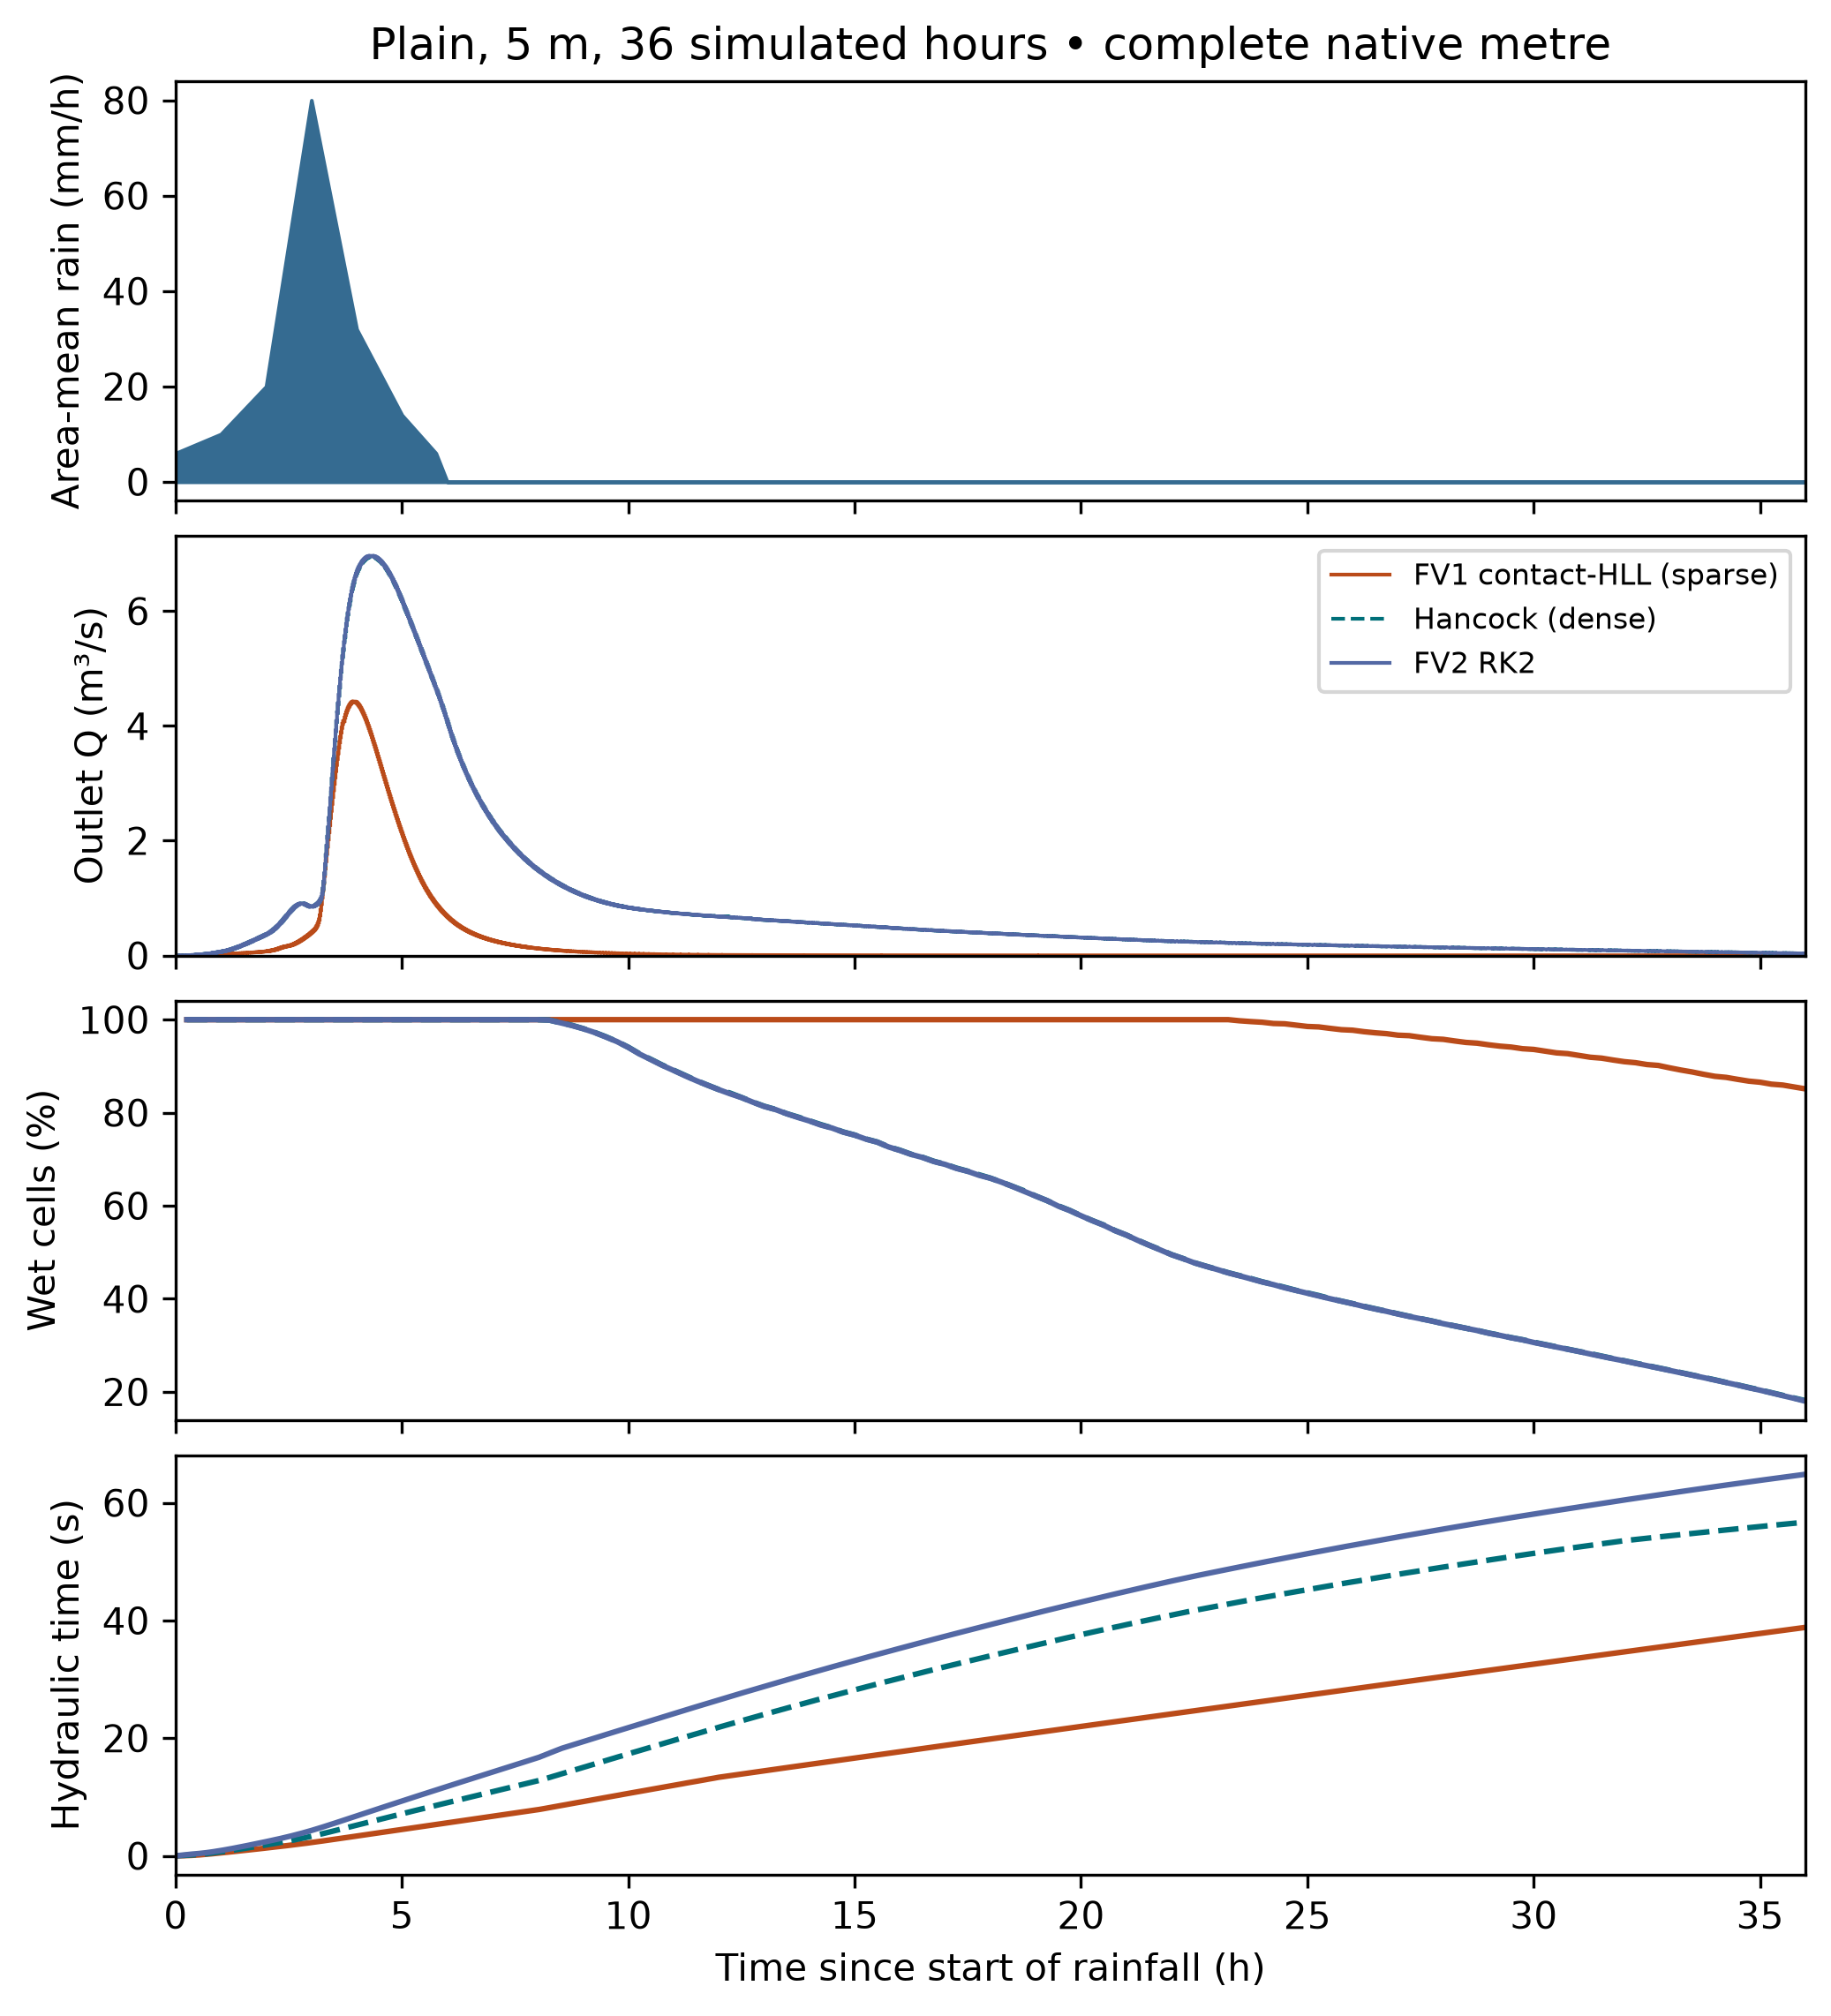 Plain, 5 m, 36 simulated hours • complete native metre
Area-mean rain (mm/h)
80
60
40
20
0
Outlet Q (m³/s)
6
4
2
0
FV1 contact-HLL (sparse)
Hancock (dense)
FV2 RK2
Wet cells (%)
100
80
60
40
20
Hydraulic time (s)
60
40
20
0
0 5 10 15 20 25 30 35
Time since start of rainfall (h)